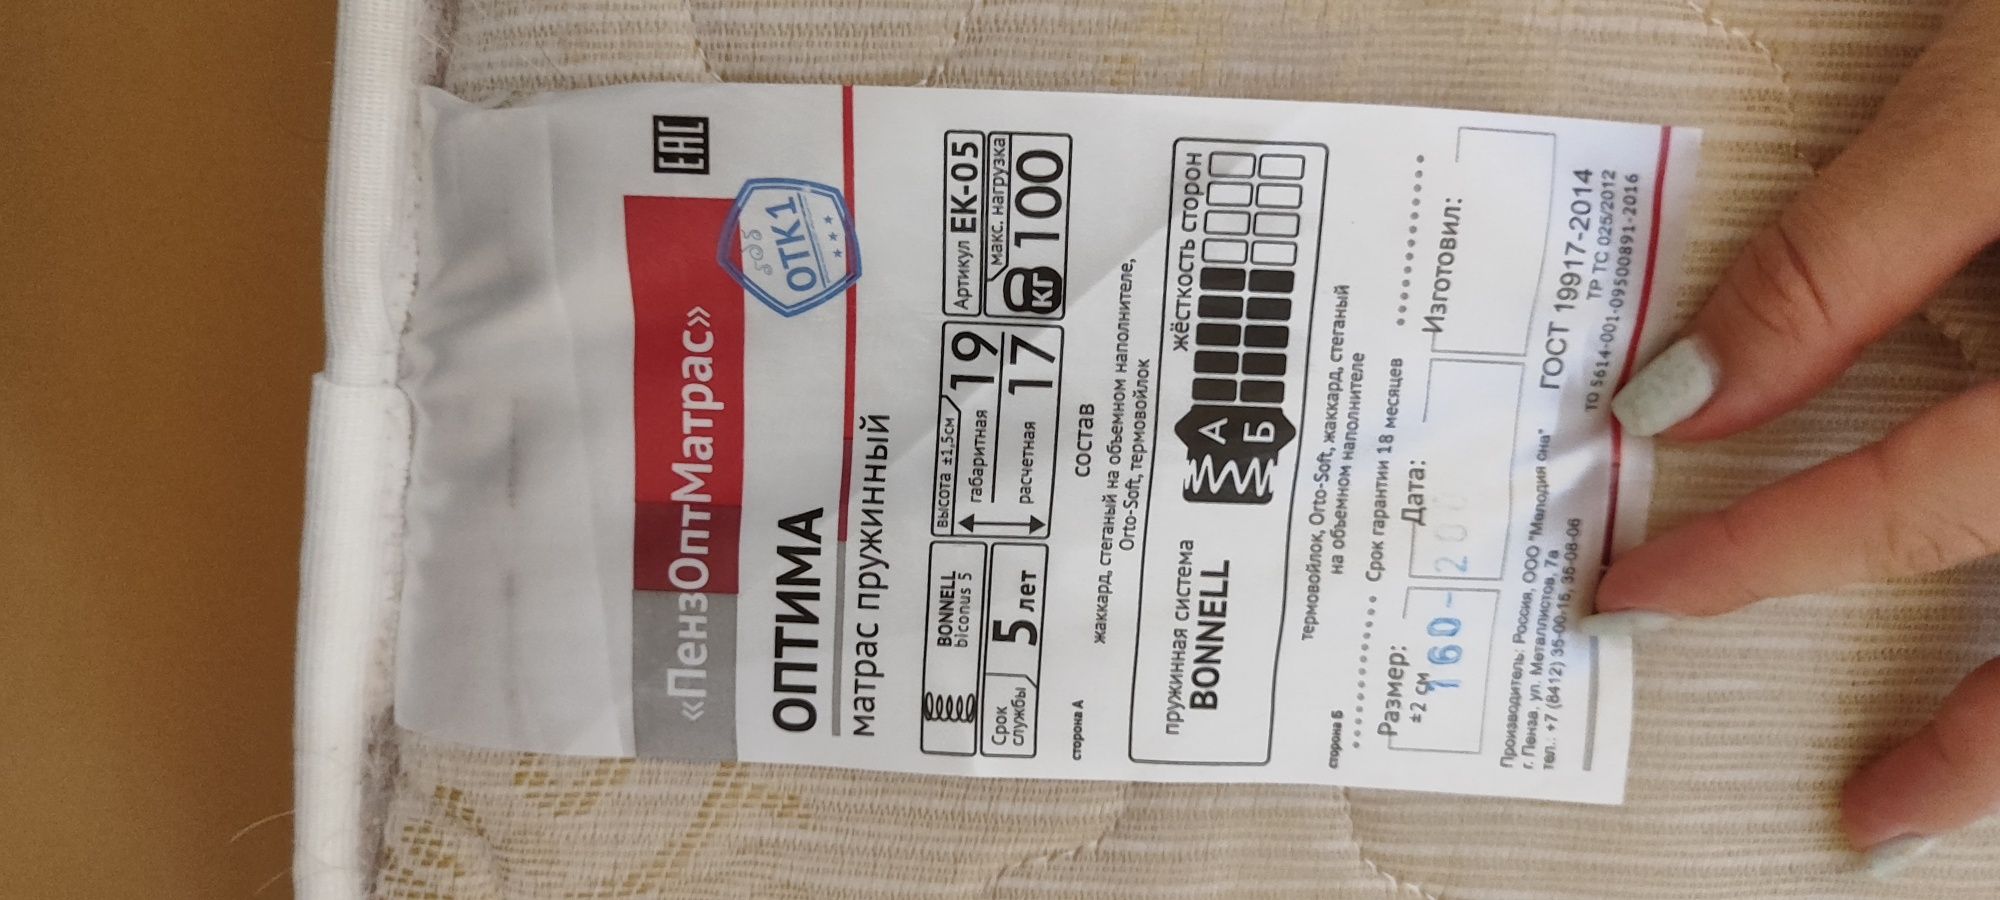 ЕАС
«ПензОптМатрас»
ОТК1
ОПТИМА
матрас пружинный
BONNELL
biconus 5
высота ±1,5см
габаритная 19
расчетная 17
Артикул ЕК-05
Срок
службы
5 лет
макс. нагрузка
кг 100
состав
сторона А
жаккард, стеганый на объемном наполнителе,
Orto-Soft, термовойлок
пружинная система
BONNELL
жёсткость сторон
А
Б
сторона Б
термовойлок, Orto-Soft, жаккард, стеганый
на объемном наполнителе
Срок гарантии 18 месяцев
Размер:
±2 см
160-200
Дата:
Изготовил:
Производитель: Россия, ООО "Мелодия сна"
г. Пенза, ул. Металлистов, 7а
тел.: +7 (8412) 35-00-15, 35-08-06
ГОСТ 19917-2014
ТР ТС 025/2012
ТО 5614-001-09500891-2016